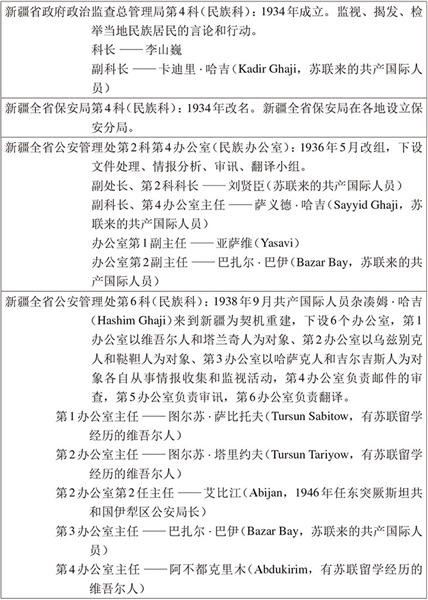 新疆省政府政治监查总管理局第4科(民族科)：1934年成立。监视、揭发、检
举当地民族居民的言论和行动。
科长 —— 李山巍
副科长 —— 卡迪里·哈吉(Kadir Ghaji，苏联来的共产国际人
员)
新疆全省保安局第4科(民族科)：1934年改名。新疆全省保安局在各地设立保
安分局。
新疆全省公安管理处第2科第4办公室(民族办公室)：1936年5月改组，下设
文件处理、情报分析、审讯、翻译小组。
副处长、第2科科长 —— 刘贤臣(苏联来的共产国际人员)
副科长、第4办公室主任 —— 萨义德·哈吉(Sayyid Ghaji，苏
联来的共产国际人员)
办公室第1副主任 —— 亚萨维(Yasavi)
办公室第2副主任 —— 巴扎尔·巴伊(Bazar Bay，苏联来的共
产国际人员)
新疆全省公安管理处第6科(民族科)：1938年9月共产国际人员杂凑姆·哈吉
(Hashim Ghaji)来到新疆为契机重建，下设6个办公室，第1
办公室以维吾尔人和塔兰奇人为对象、第2办公室以乌兹别克
人和鞑靼人为对象、第3办公室以哈萨克人和吉尔吉斯人为对
象各自从事情报收集和监视活动，第4办公室负责邮件的审
查，第5办公室负责审讯，第6办公室负责翻译。
第1办公室主任 —— 图尔苏·萨比托夫(Tursun Sabitow，有苏联留学
经历的维吾尔人)
第2办公室主任 —— 图尔苏·塔里约夫(Tursun Tariyow，有苏联留学
经历的维吾尔人)
第2办公室第2任主任 —— 艾比江(Abijan，1946年任东突厥斯坦共
和国伊犁区公安局长)
第3办公室主任 —— 巴扎尔·巴伊(Bazar Bay，苏联来的共产国际人
员)
第4办公室主任 —— 阿不都克里木(Abdukirim，有苏联留学经历的
维吾尔人)